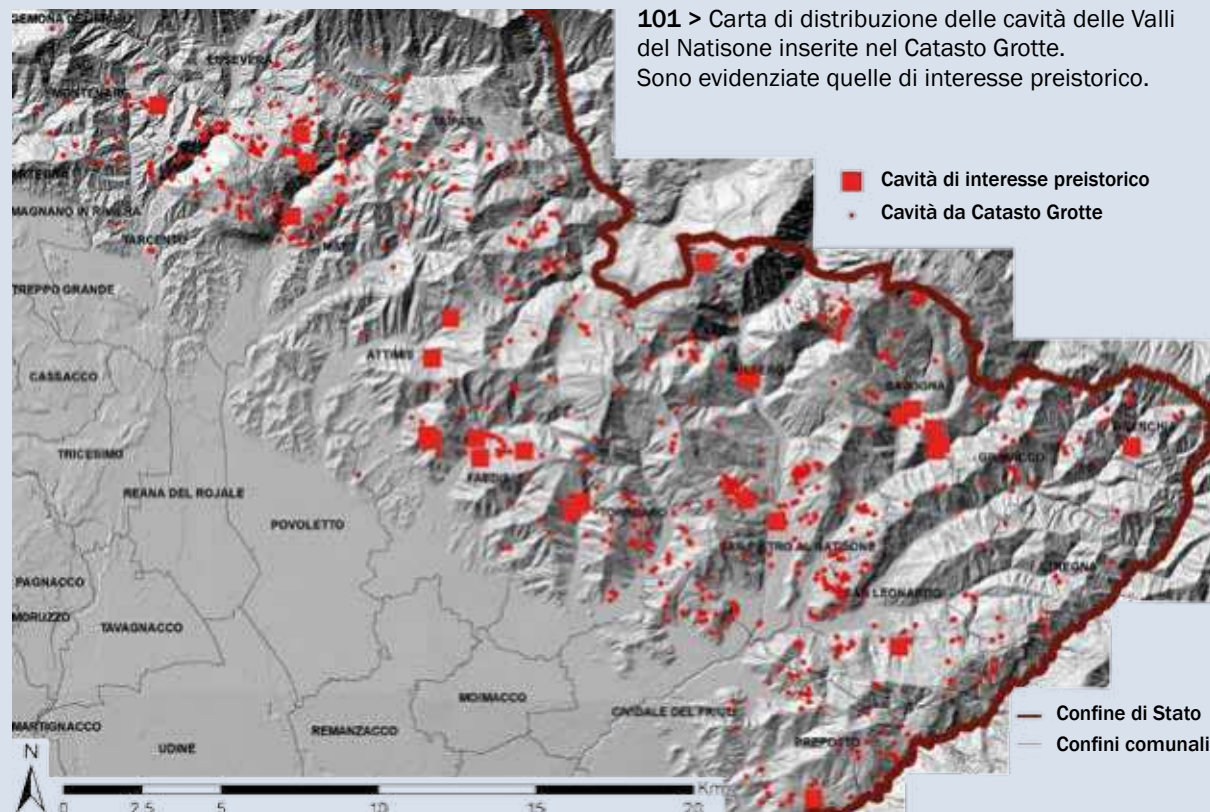 101 > Carta di distribuzione delle cavità delle Valli
del Natisone inserite nel Catasto Grotte.
Sono evidenziate quelle di interesse preistorico.
Cavità di interesse preistorico
Cavità da Catasto Grotte
LUSEVERA
TAIPANA
MAGNANO IN RIVIERA
TARCENTO
TREPPO GRANDE
ATTIMIS
CASSACCO
SAVOGNA
TRICESIMO
GRIMACCO
FAEDIS
REANA DEL ROJALE
POVOLETTO
SAN PIETRO AL NATISONE
PAGNACCO
STREGNA
SAN LEONARDO
MORUZZO
TAVAGNACCO
MOIMACCO
CIVIDALE DEL FRIULI
MARTIGNACCO
REMANZACCO
PREPOTTO
UDINE
Confine di Stato
Confini comunali
N
Km
0 2.5 5 10 15 20